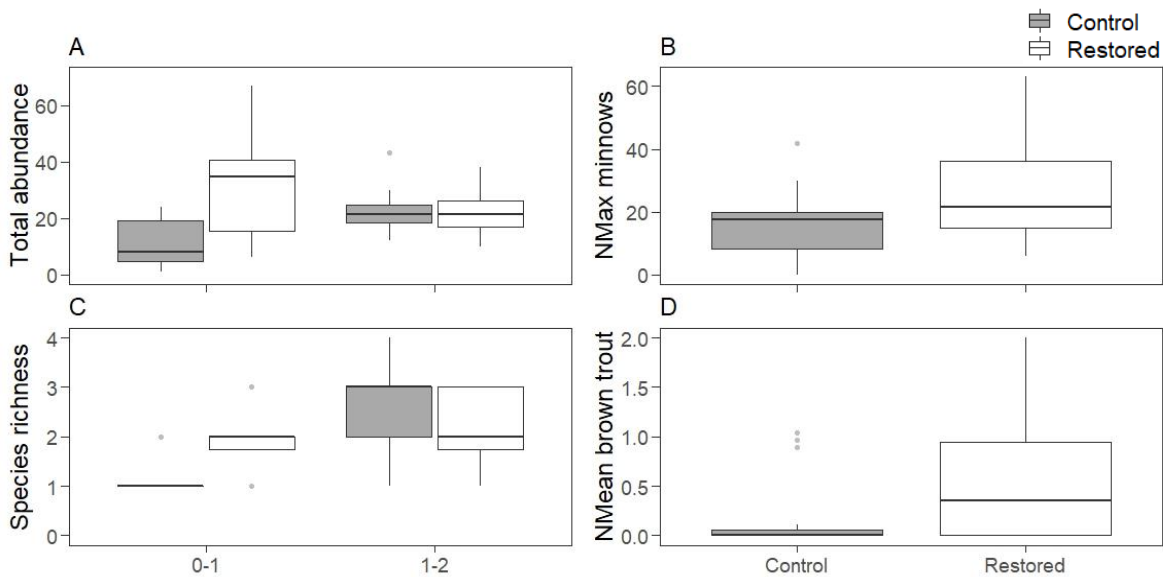 Control
Restored
A
Total abundance
60
40
20
0
B
NMax minnows
60
40
20
0
C
Species richness
4
3
2
1
0
0-1
1-2
D
NMean brown trout
2.0
1.5
1.0
0.5
0.0
Control
Restored